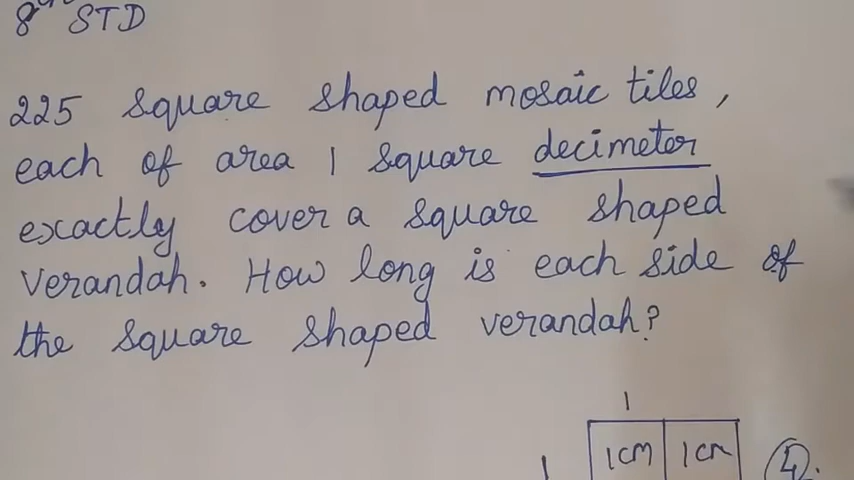 8th STD
225 square shaped mosaic tiles,
each of area 1 square decimeter
exactly cover a square shaped
verandah. How long is each side of
the square shaped verandah?
1
1 1cm 1cm 4.